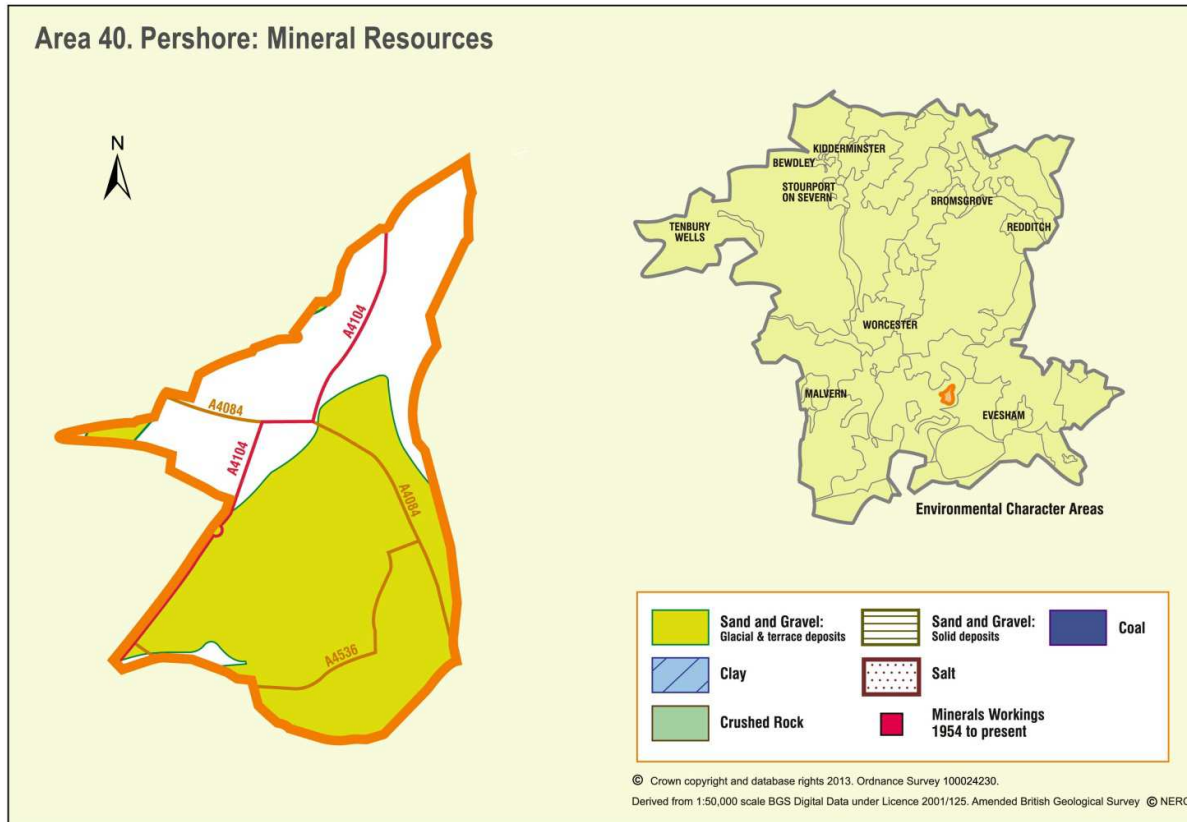 Area 40. Pershore: Mineral Resources
N
A4104
A4084
A4104
A4084
A4536
KIDDERMINSTER
BEWDLEY
STOURPORT
ON SEVERN
BROMSGROVE
TENBURY
WELLS
REDDITCH
WORCESTER
MALVERN
EVESHAM
Environmental Character Areas
Sand and Gravel:
Glacial & terrace deposits
Sand and Gravel:
Solid deposits
Coal
Clay
Salt
Crushed Rock
Minerals Workings
1954 to present
© Crown copyright and database rights 2013. Ordnance Survey 100024230.
Derived from 1:50,000 scale BGS Digital Data under Licence 2001/125. Amended British Geological Survey © NERC